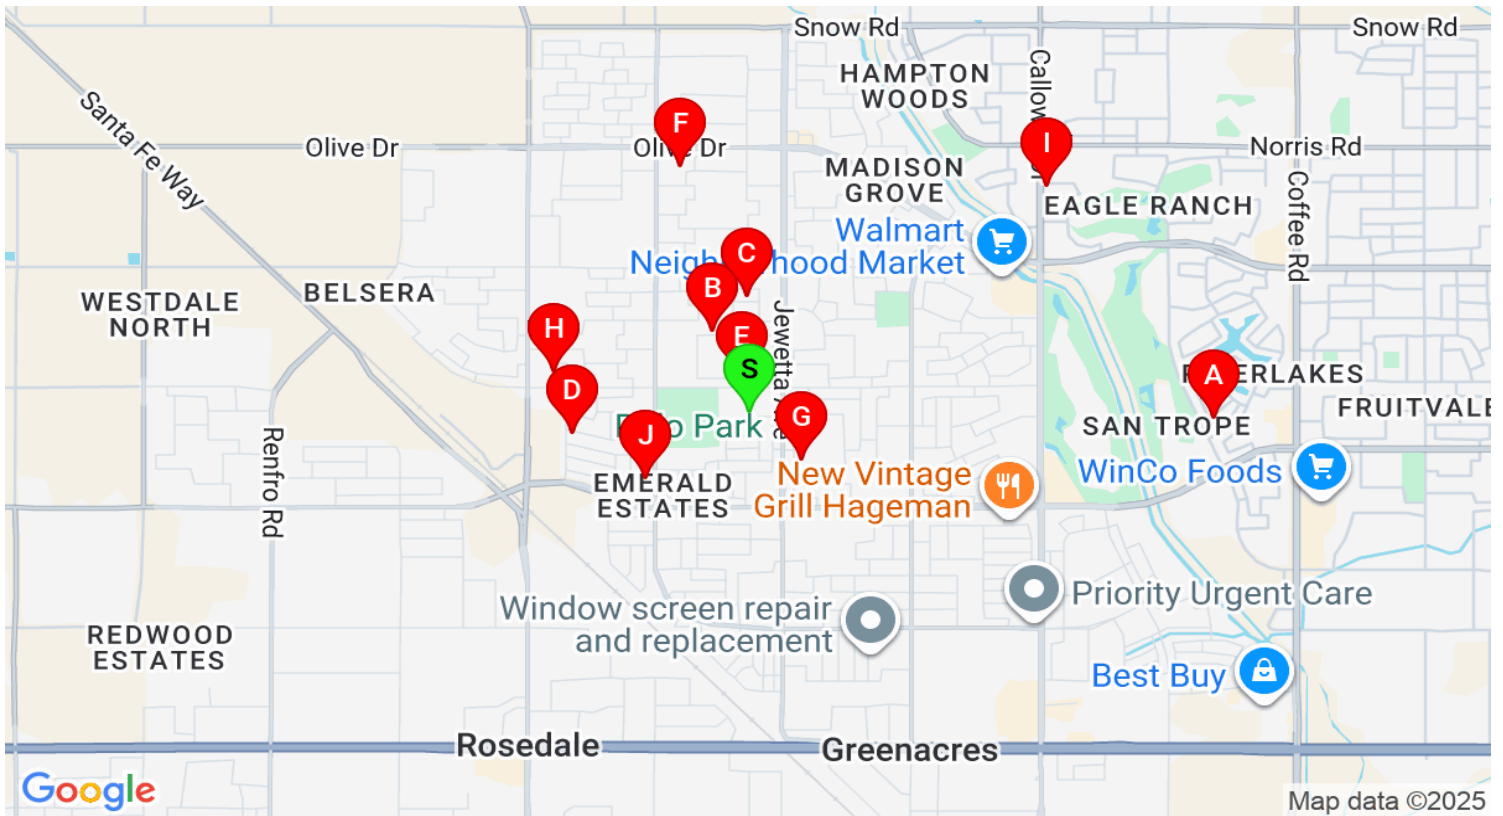 Snow Rd
Snow Rd
HAMPTON
WOODS
Santa Fe Way
Olive Dr
F
Olive Dr
I
Norris Rd
MADISON
GROVE
EAGLE RANCH
Coffee Rd
Walmart
Neighborhood Market
C
B
WESTDALE
NORTH
BELSERA
H
E
Jewetta Ave
S
D
A
RIVERLAKES
FRUITVALE
Polo Park
G
J
SAN TROPE
Renfro Rd
EMERALD
ESTATES
New Vintage
Grill Hageman
WinCo Foods
Window screen repair
and replacement
Priority Urgent Care
REDWOOD
ESTATES
Best Buy
Rosedale
Greenacres
Google
Map data ©2025